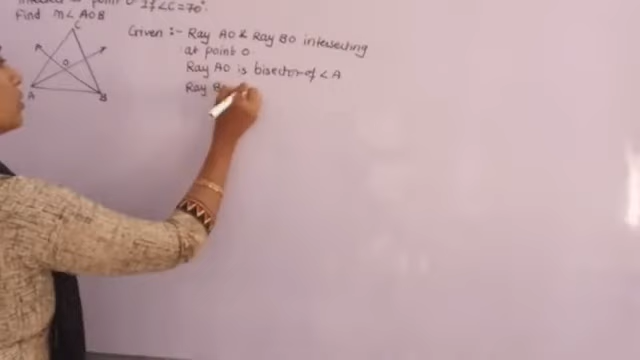 at point O If ∠C=70°.
Find m∠AOB
C
O
A
B
Given :- Ray AO & Ray BO intersecting
at point O
Ray AO is bisector of ∠A
Ray B